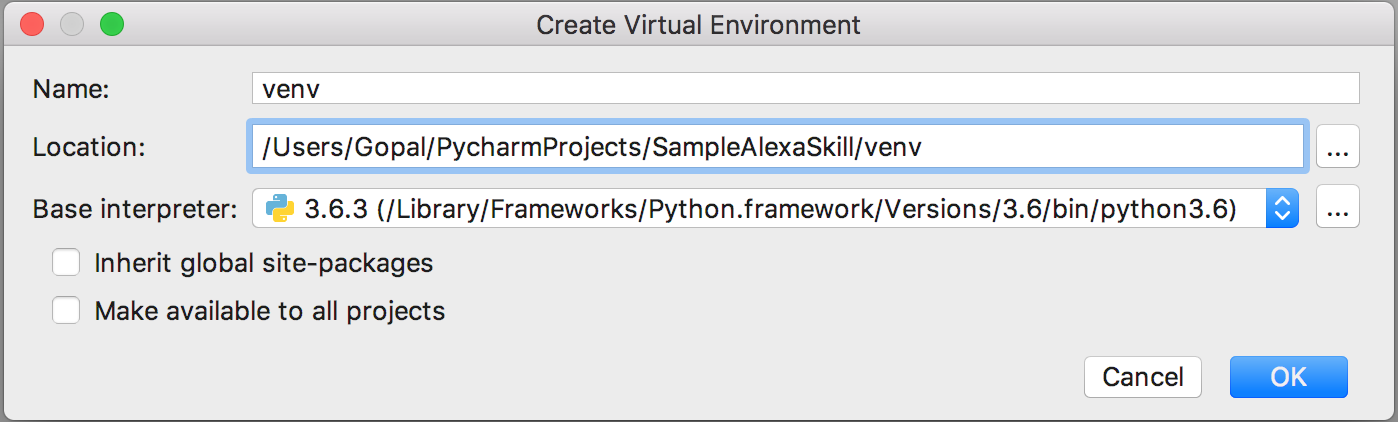 Create Virtual Environment
Name: venv
Location: /Users/Gopal/PycharmProjects/SampleAlexaSkill/venv ...
Base interpreter: 3.6.3 (/Library/Frameworks/Python.framework/Versions/3.6/bin/python3.6) ...
Inherit global site-packages
Make available to all projects
Cancel OK